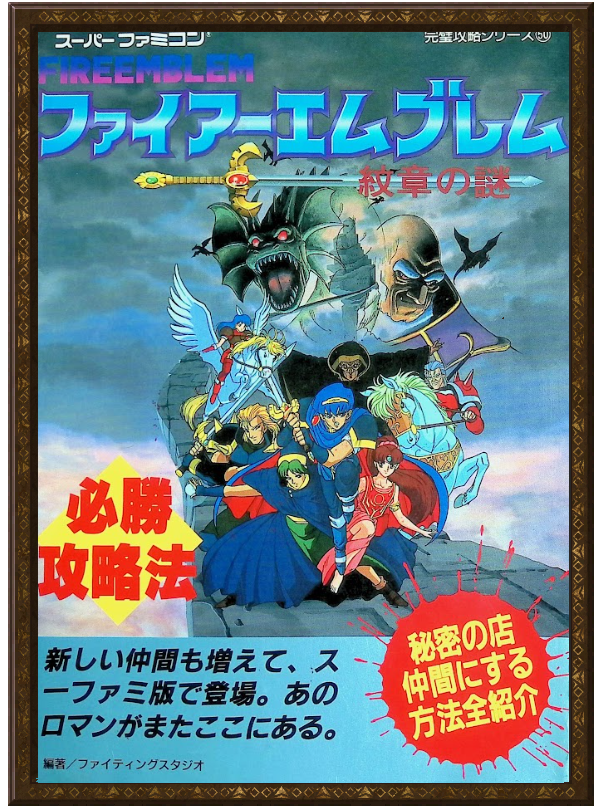 スーパーファミコン®
完璧攻略シリーズ㊿
FIREEMBLEM
ファイアーエムブレム
紋章の謎
必勝
攻略法
秘密の店
仲間にする
方法全紹介
新しい仲間も増えて、ス
ーファミ版で登場。あの
ロマンがまたここにある。
編著／ファイティングスタジオ